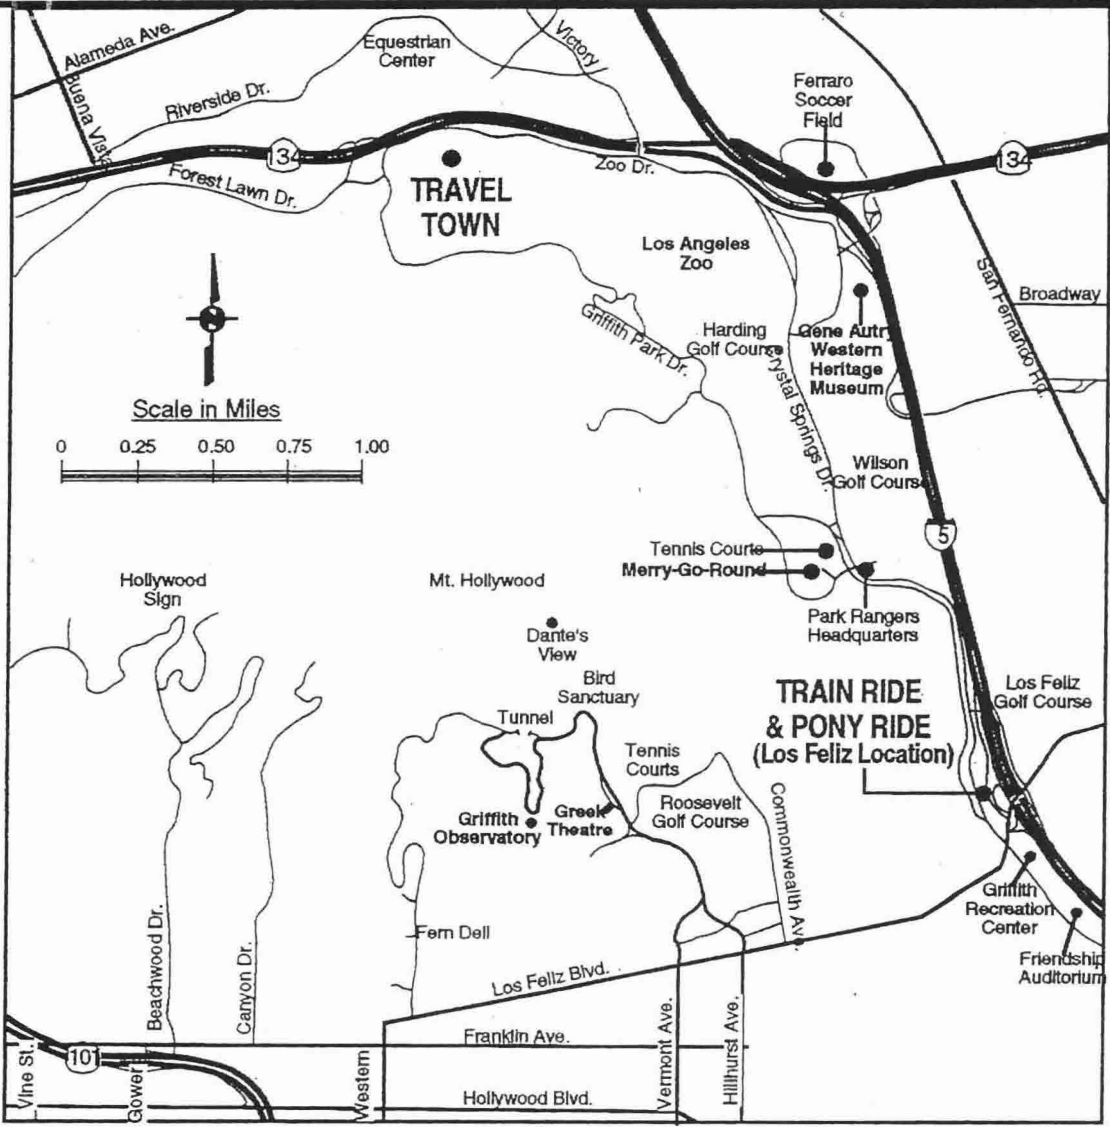 Alameda Ave.
Buena Vista
Riverside Dr.
Equestrian
Center
Victory
Ferraro
Soccer
Field
134
134
Forest Lawn Dr.
Zoo Dr.
TRAVEL
TOWN
Los Angeles
Zoo
San Fernando Rd.
Broadway
N
Griffith Park Dr.
Harding
Golf Course
Crystal Springs Dr.
Gene Autry
Western
Heritage
Museum
Scale in Miles
0 0.25 0.50 0.75 1.00
Wilson
Golf Course
5
Tennis Courts
Merry-Go-Round
Park Rangers
Headquarters
Hollywood
Sign
Mt. Hollywood
Dante's
View
Bird
Sanctuary
Tunnel
TRAIN RIDE
& PONY RIDE
(Los Feliz Location)
Los Feliz
Golf Course
Tennis
Courts
Roosevelt
Golf Course
Commonwealth Av.
Griffith
Observatory
Greek
Theatre
Griffith
Recreation
Center
Friendship
Auditorium
Fern Dell
Beachwood Dr.
Canyon Dr.
Los Feliz Blvd.
Franklin Ave.
Hollywood Blvd.
101
Vine St.
Gower
Western
Vermont Ave.
Hillhurst Ave.